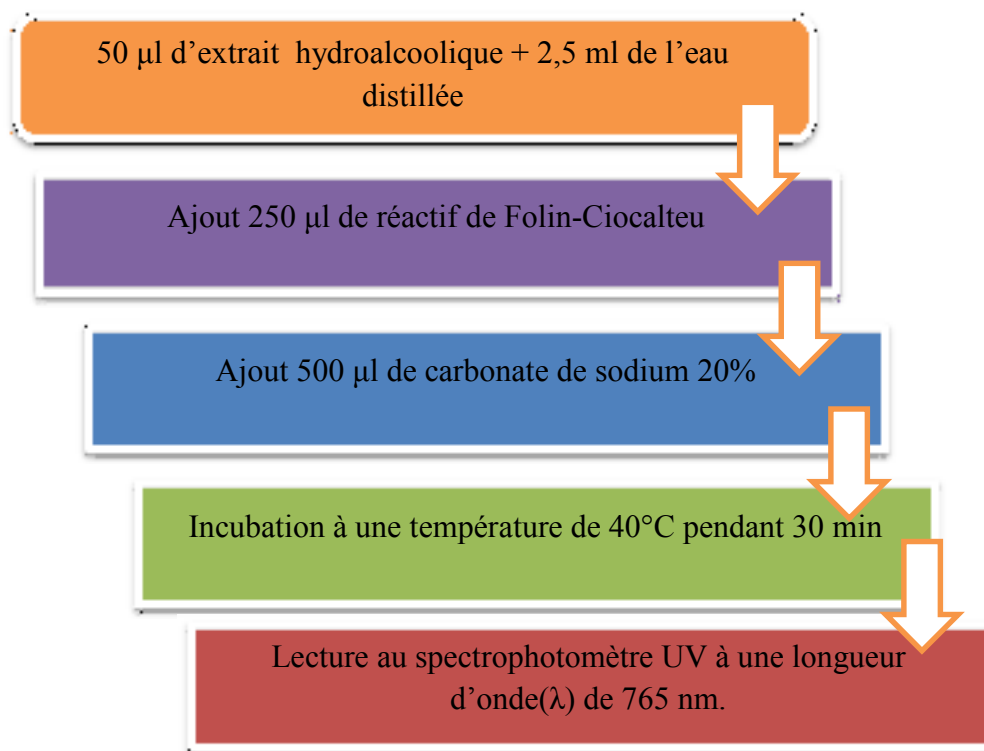 50 µl d’extrait hydroalcoolique + 2,5 ml de l’eau
distillée
Ajout 250 µl de réactif de Folin-Ciocalteu
Ajout 500 µl de carbonate de sodium 20%
Incubation à une température de 40°C pendant 30 min
Lecture au spectrophotomètre UV à une longueur
d’onde(λ) de 765 nm.